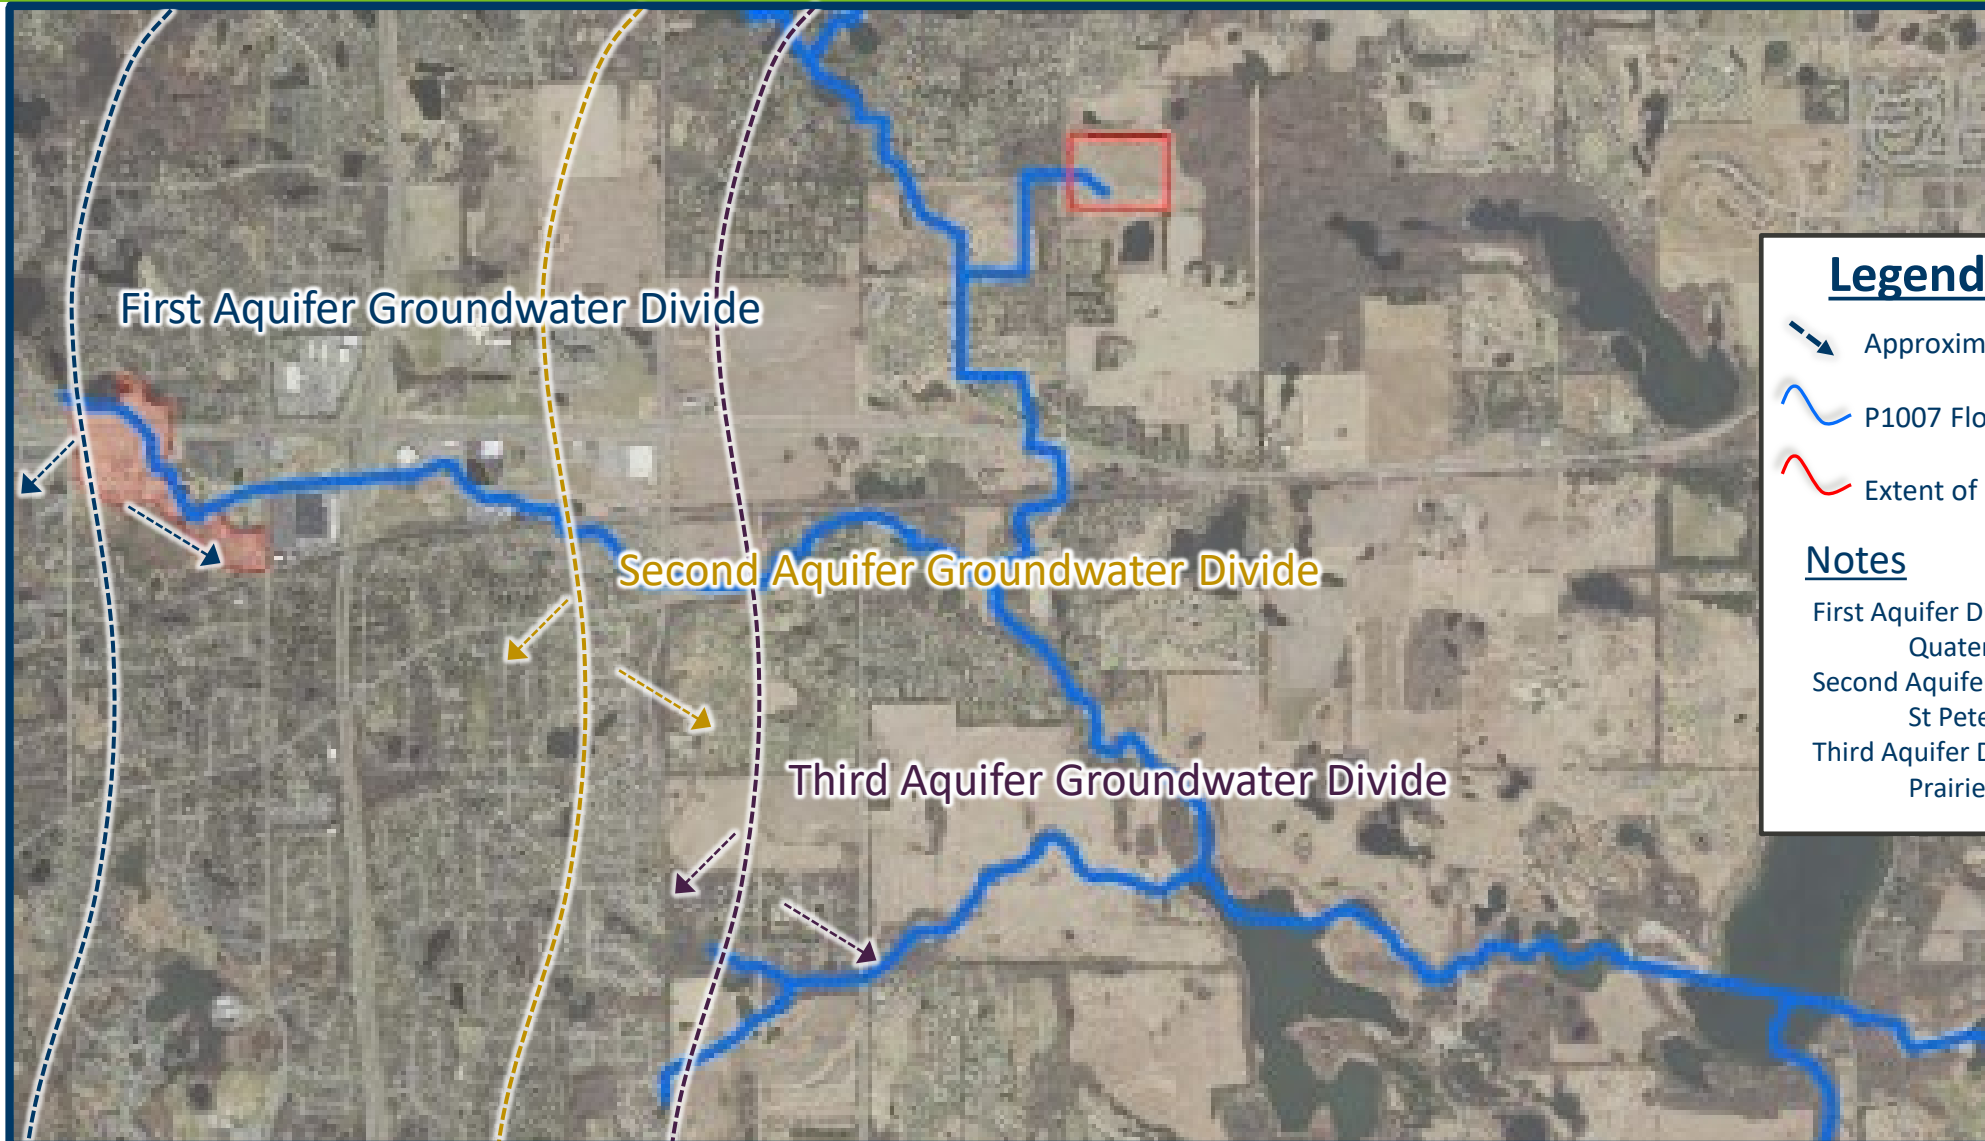 First Aquifer Groundwater Divide
Second Aquifer Groundwater Divide
Third Aquifer Groundwater Divide
Legend
Approxim
P1007 Flo
Extent of
Notes
First Aquifer D
Quater
Second Aquife
St Pete
Third Aquifer D
Prairie